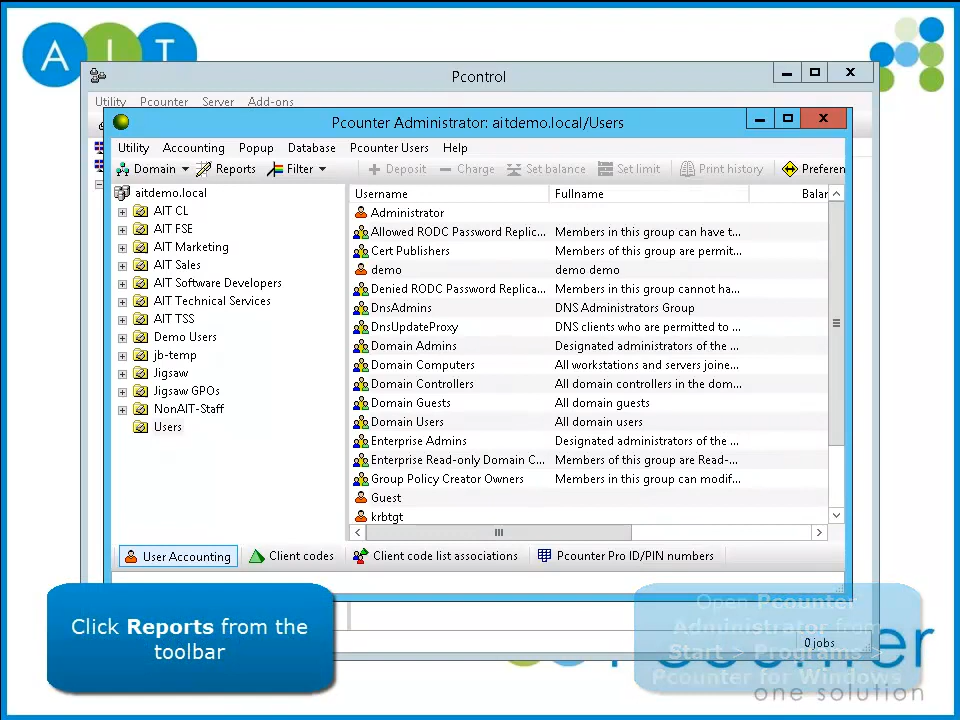 A I T
Pcontrol
Utility Pcounter Server Add-ons
Pcounter Administrator: aitdemo.local/Users
Utility Accounting Popup Database Pcounter Users Help
Domain Reports Filter Deposit Charge Set balance Set limit Print history Preferen
aitdemo.local
AIT CL
AIT FSE
AIT Marketing
AIT Sales
AIT Software Developers
AIT Technical Services
AIT TSS
Demo Users
jb-temp
Jigsaw
Jigsaw GPOs
NonAIT-Staff
Users
Username Fullname Balar
Administrator
Allowed RODC Password Replic... Members in this group can have t...
Cert Publishers Members of this group are permit...
demo demo demo
Denied RODC Password Replica... Members in this group cannot ha...
DnsAdmins DNS Administrators Group
DnsUpdateProxy DNS clients who are permitted to ...
Domain Admins Designated administrators of the ...
Domain Computers All workstations and servers joine...
Domain Controllers All domain controllers in the dom...
Domain Guests All domain guests
Domain Users All domain users
Enterprise Admins Designated administrators of the ...
Enterprise Read-only Domain C... Members of this group are Read-...
Group Policy Creator Owners Members in this group can modif...
Guest
krbtgt
User Accounting Client codes Client code list associations Pcounter Pro ID/PIN numbers
Click Reports from the
toolbar
Open Pcounter
Administrator from
Start > Programs >
Pcounter for Windows
0 jobs
one solution